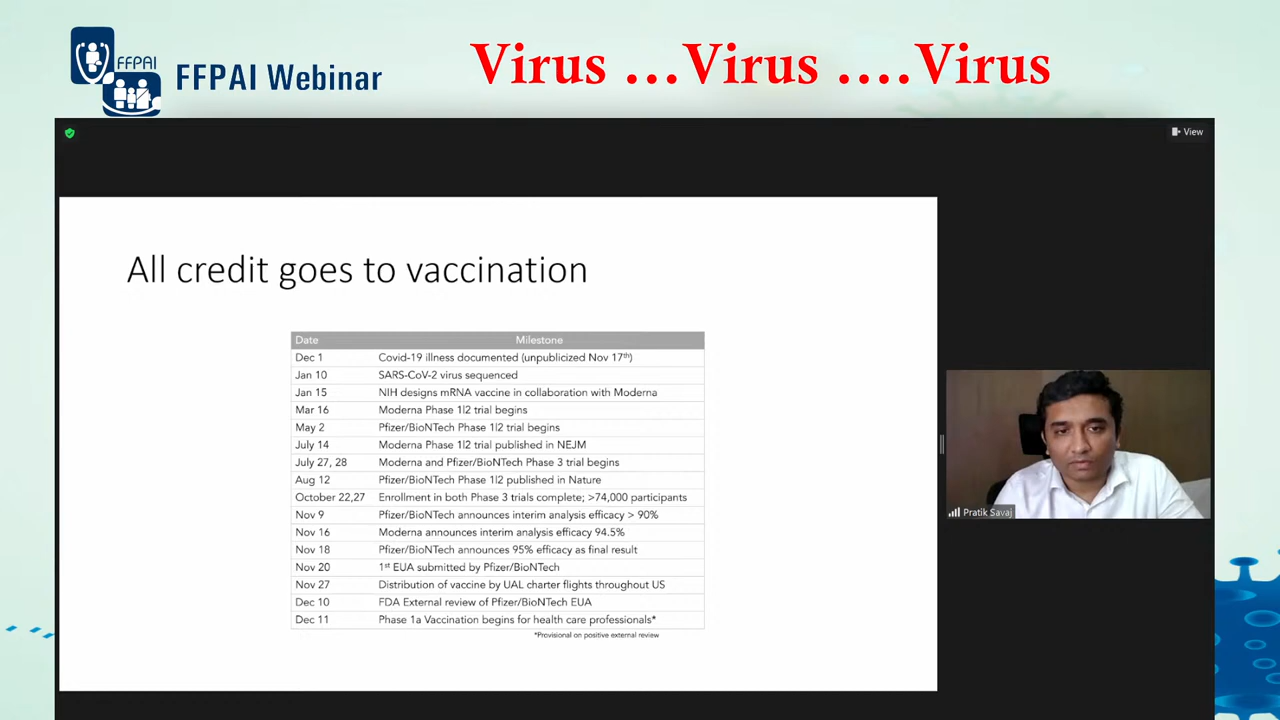 FFPAI
FFPAI Webinar
Virus ...Virus ....Virus
View
All credit goes to vaccination
Date Milestone
Dec 1 Covid-19 illness documented (unpublicized Nov 17th)
Jan 10 SARS-CoV-2 virus sequenced
Jan 15 NIH designs mRNA vaccine in collaboration with Moderna
Mar 16 Moderna Phase 1|2 trial begins
May 2 Pfizer/BioNTech Phase 1|2 trial begins
July 14 Moderna Phase 1|2 trial published in NEJM
July 27, 28 Moderna and Pfizer/BioNTech Phase 3 trial begins
Aug 12 Pfizer/BioNTech Phase 1|2 published in Nature
October 22,27 Enrollment in both Phase 3 trials complete; >74,000 participants
Nov 9 Pfizer/BioNTech announces interim analysis efficacy > 90%
Nov 16 Moderna announces interim analysis efficacy 94.5%
Nov 18 Pfizer/BioNTech announces 95% efficacy as final result
Nov 20 1st EUA submitted by Pfizer/BioNTech
Nov 27 Distribution of vaccine by UAL charter flights throughout US
Dec 10 FDA External review of Pfizer/BioNTech EUA
Dec 11 Phase 1a Vaccination begins for health care professionals*
*Provisional on positive external review
Pratik Savaj